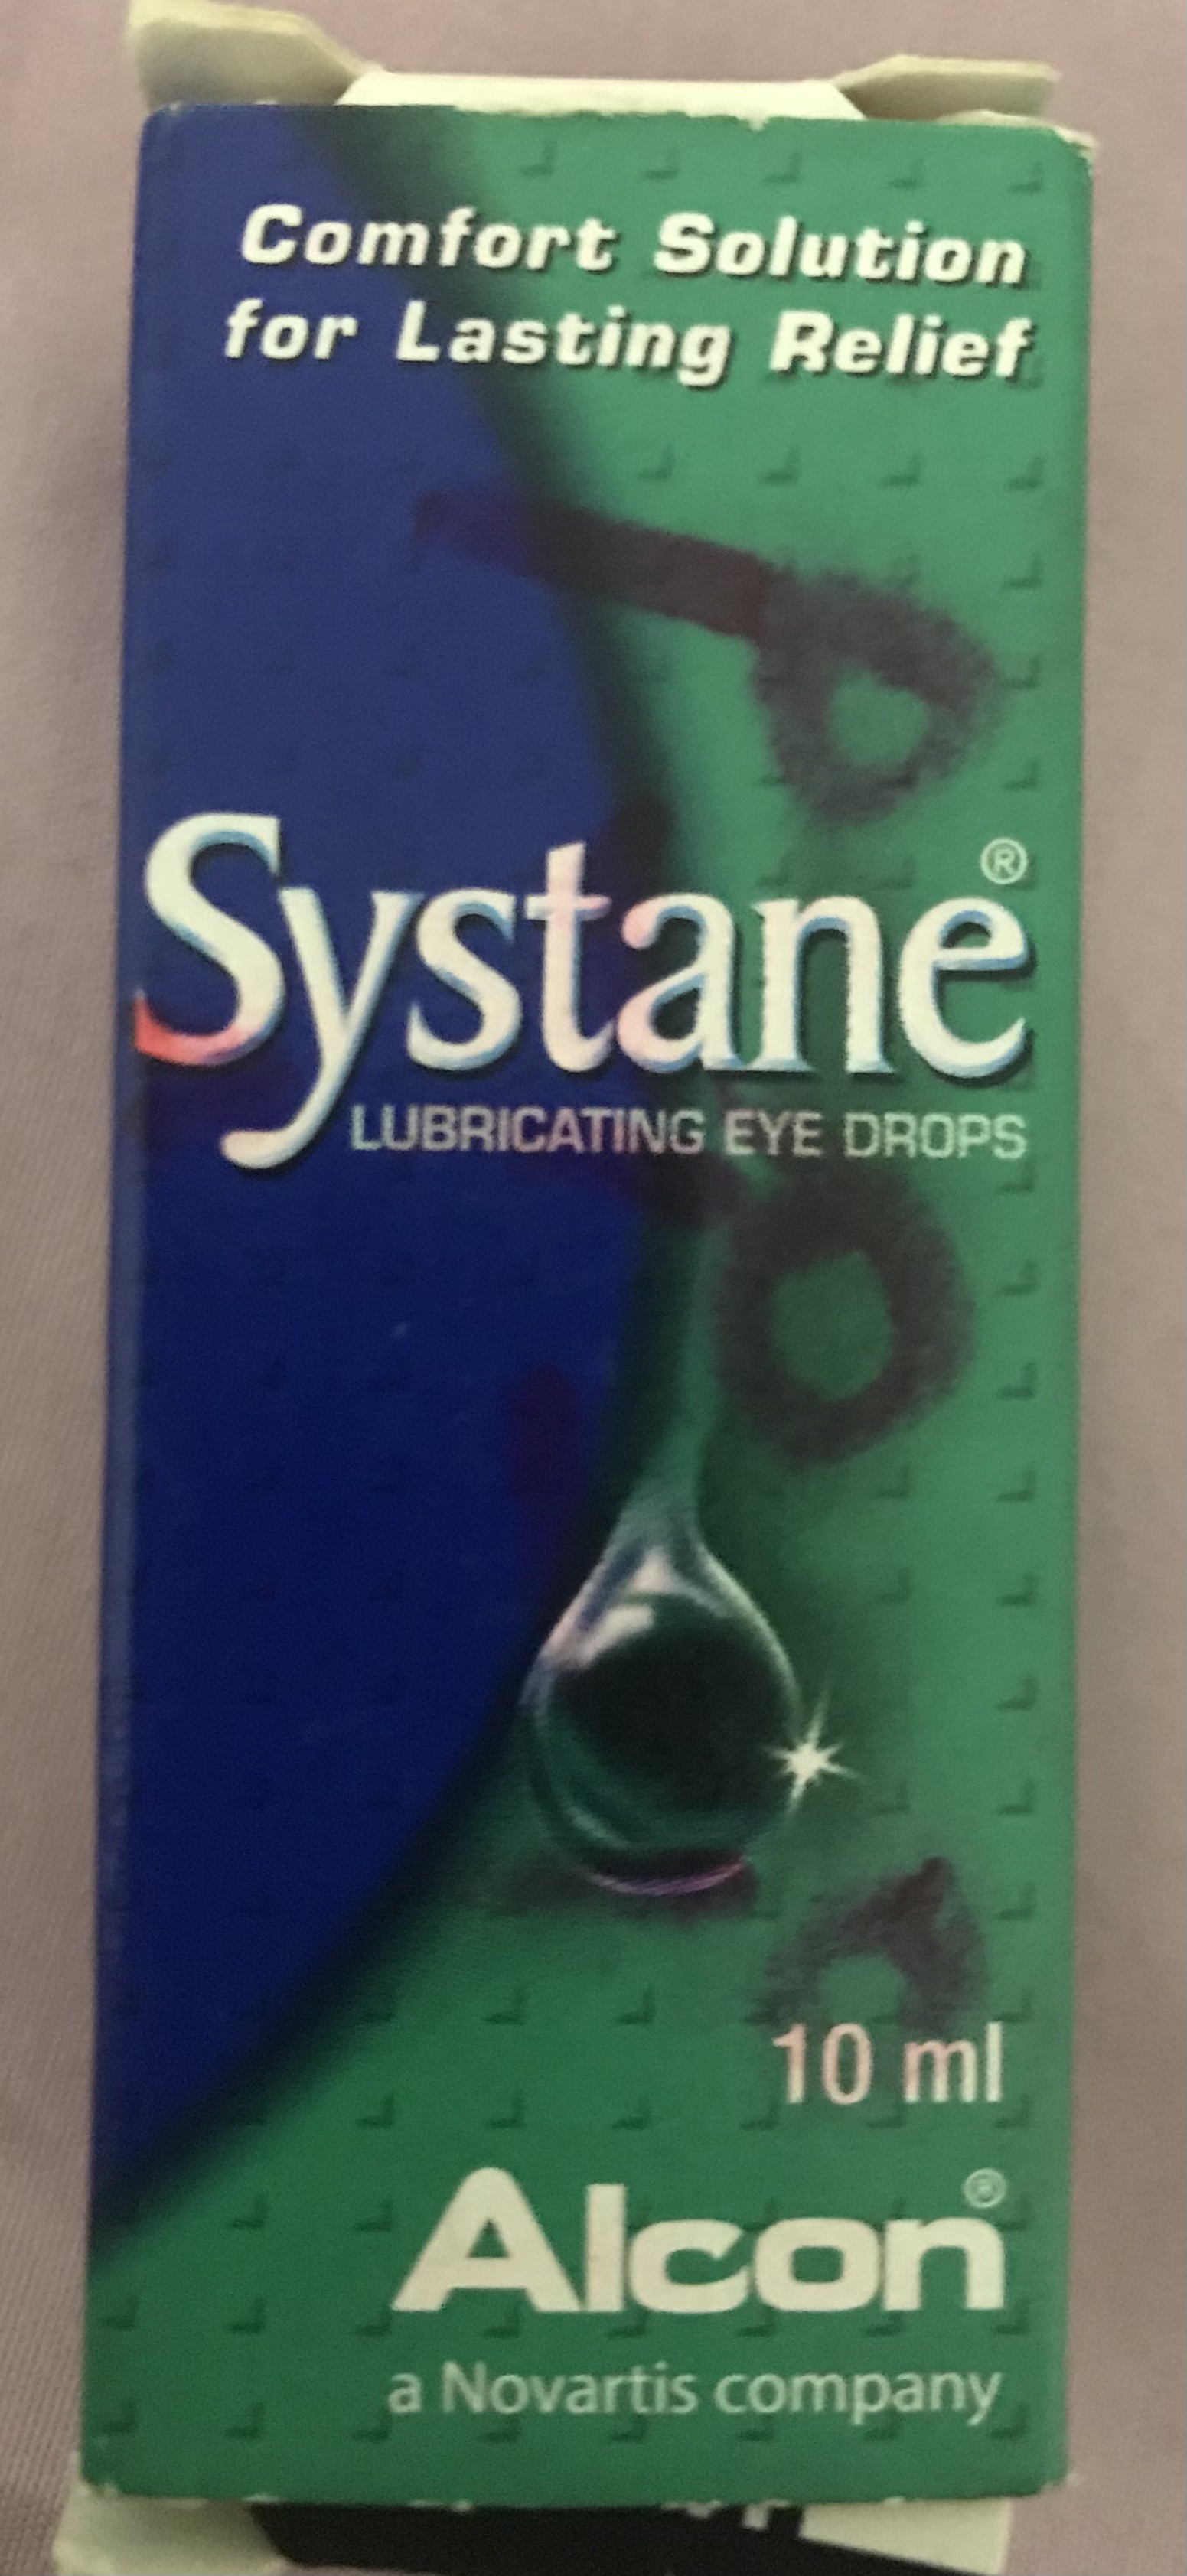 Comfort Solution
for Lasting Relief
Systane®
LUBRICATING EYE DROPS
10 ml
Alcon®
a Novartis company